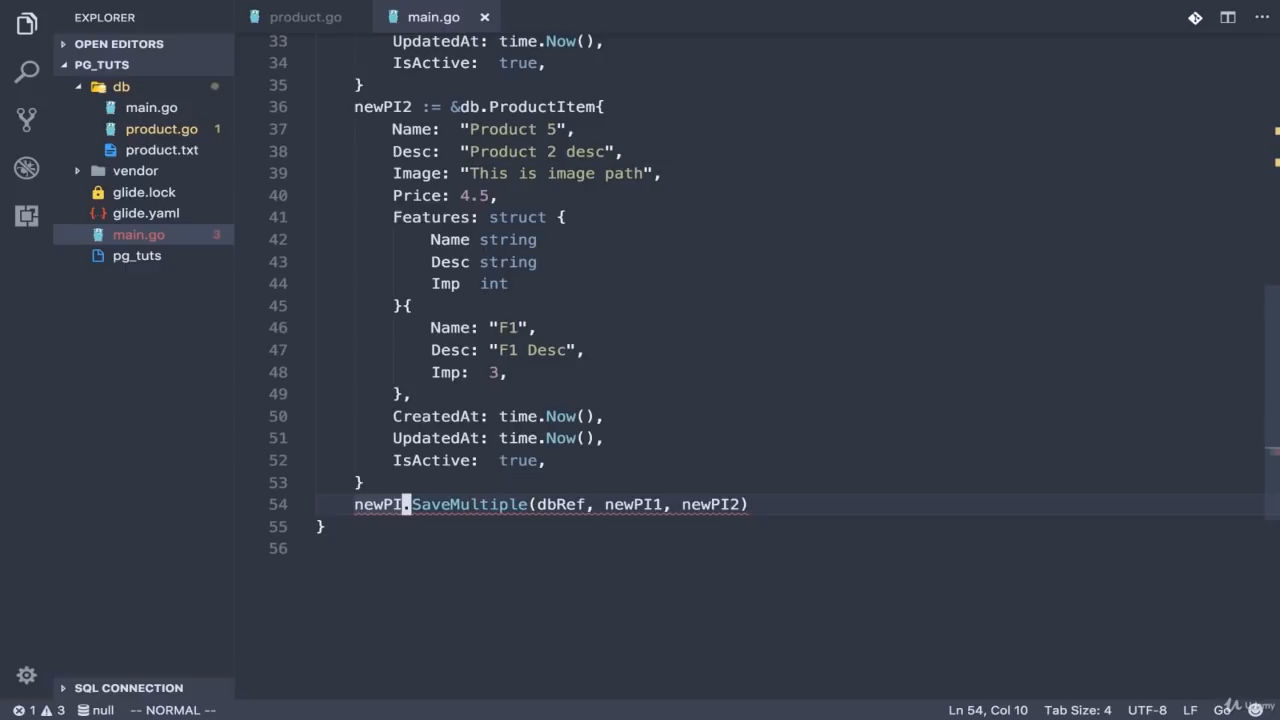 EXPLORER
product.go
main.go
OPEN EDITORS
PG_TUTS
db
main.go
product.go 1
product.txt
vendor
glide.lock
glide.yaml
main.go 3
pg_tuts
SQL CONNECTION
33 UpdatedAt: time.Now(),
34 IsActive: true,
35 }
36 newPI2 := &db.ProductItem{
37 Name: "Product 5",
38 Desc: "Product 2 desc",
39 Image: "This is image path",
40 Price: 4.5,
41 Features: struct {
42 Name string
43 Desc string
44 Imp int
45 }{
46 Name: "F1",
47 Desc: "F1 Desc",
48 Imp: 3,
49 },
50 CreatedAt: time.Now(),
51 UpdatedAt: time.Now(),
52 IsActive: true,
53 }
54 newPI.SaveMultiple(dbRef, newPI1, newPI2)
55 }
56
1 3 null -- NORMAL -- Ln 54, Col 10 Tab Size: 4 UTF-8 LF Go
Udemy